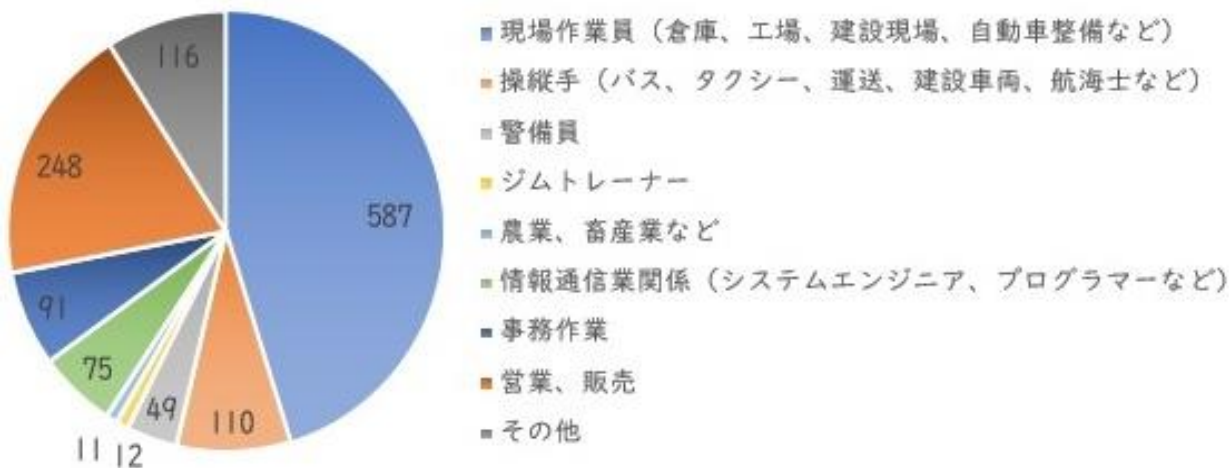 116
248
587
91
75
49
110
11
12
現場作業員（倉庫、工場、建設現場、自動車整備など）
操縦手（バス、タクシー、運送、建設車両、航海士など）
警備員
ジムトレーナー
農業、畜産業など
情報通信業関係（システムエンジニア、プログラマーなど）
事務作業
営業、販売
その他